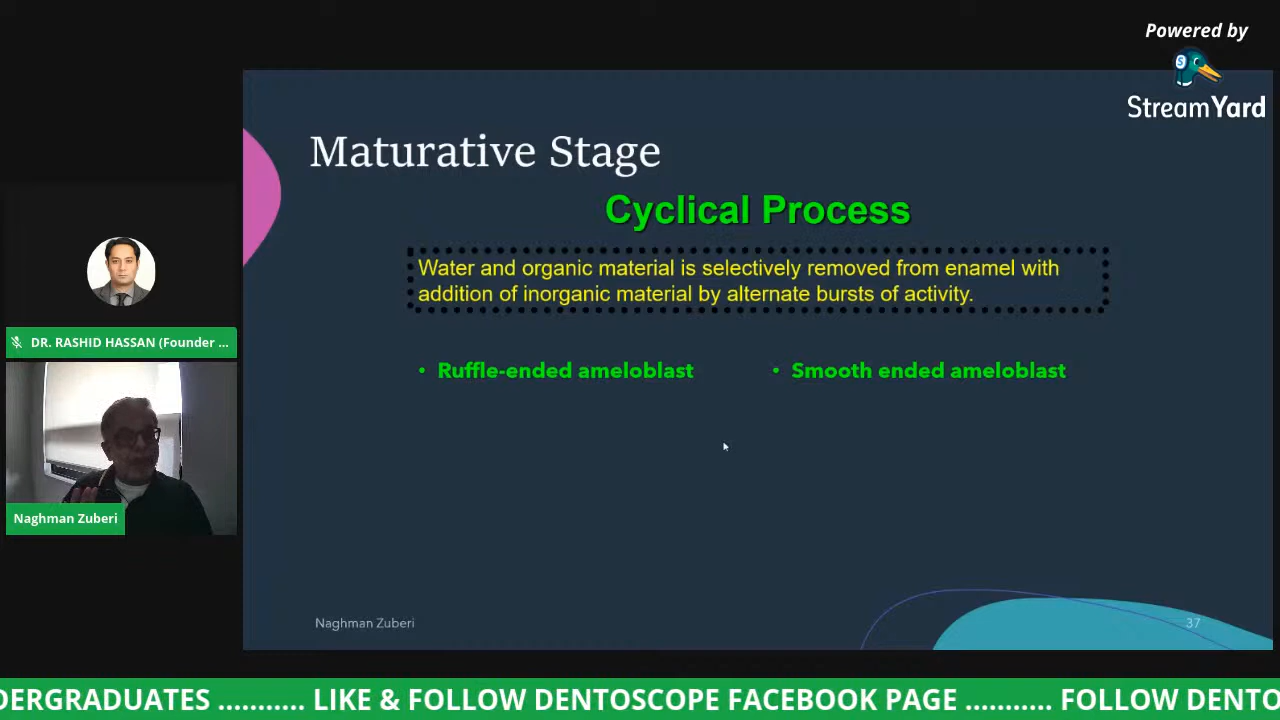 Powered by
StreamYard
Maturative Stage
Cyclical Process
Water and organic material is selectively removed from enamel with
addition of inorganic material by alternate bursts of activity.
• Ruffle-ended ameloblast
• Smooth ended ameloblast
DR. RASHID HASSAN (Founder ...
Naghman Zuberi
Naghman Zuberi
37
DERGRADUATES ........... LIKE & FOLLOW DENTOSCOPE FACEBOOK PAGE ........... FOLLOW DENTO